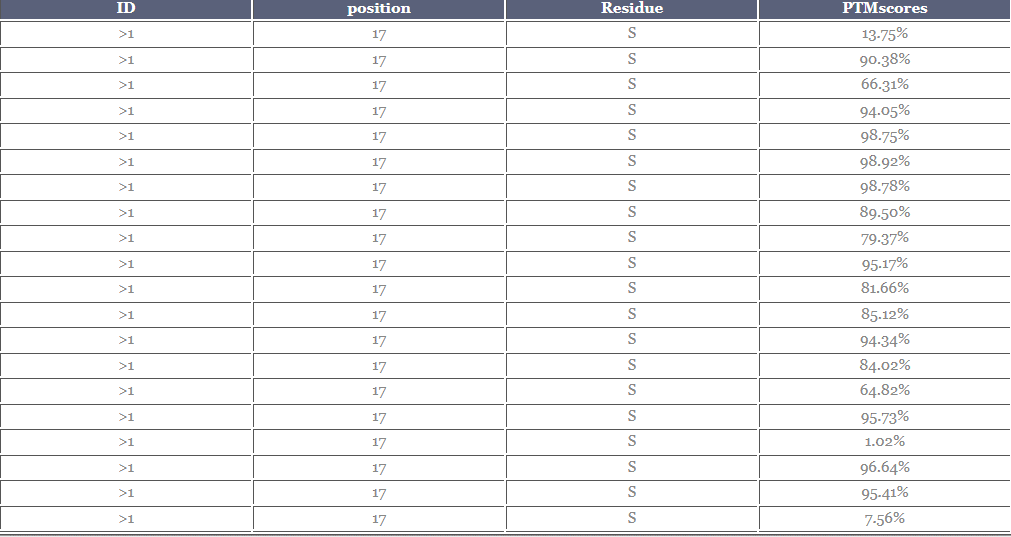 ID position Residue PTMscores
>1 17 S 13.75%
>1 17 S 90.38%
>1 17 S 66.31%
>1 17 S 94.05%
>1 17 S 98.75%
>1 17 S 98.92%
>1 17 S 98.78%
>1 17 S 89.50%
>1 17 S 79.37%
>1 17 S 95.17%
>1 17 S 81.66%
>1 17 S 85.12%
>1 17 S 94.34%
>1 17 S 84.02%
>1 17 S 64.82%
>1 17 S 95.73%
>1 17 S 1.02%
>1 17 S 96.64%
>1 17 S 95.41%
>1 17 S 7.56%